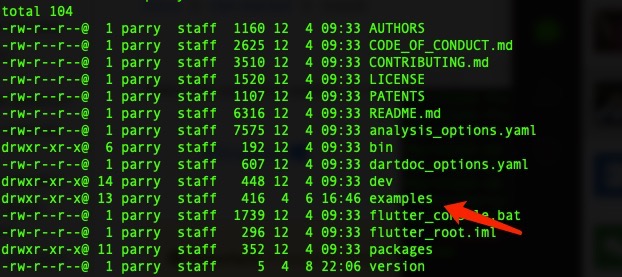 total 104
-rw-r--r--@  1 parry  staff  1160 12  4 09:33 AUTHORS
-rw-r--r--@  1 parry  staff  2625 12  4 09:33 CODE_OF_CONDUCT.md
-rw-r--r--@  1 parry  staff  3510 12  4 09:33 CONTRIBUTING.md
-rw-r--r--@  1 parry  staff  1520 12  4 09:33 LICENSE
-rw-r--r--@  1 parry  staff  1107 12  4 09:33 PATENTS
-rw-r--r--@  1 parry  staff  6316 12  4 09:33 README.md
-rw-r--r--@  1 parry  staff  7575 12  4 09:33 analysis_options.yaml
drwxr-xr-x@  6 parry  staff   192 12  4 09:33 bin
-rw-r--r--@  1 parry  staff   607 12  4 09:33 dartdoc_options.yaml
drwxr-xr-x@ 14 parry  staff   448 12  4 09:33 dev
drwxr-xr-x@ 13 parry  staff   416  4  6 16:46 examples
-rw-r--r--@  1 parry  staff  1739 12  4 09:33 flutter_console.bat
-rw-r--r--@  1 parry  staff   296 12  4 09:33 flutter_root.iml
drwxr-xr-x@ 11 parry  staff   352 12  4 09:33 packages
-rw-r--r--@  1 parry  staff     5  4  8 22:06 version